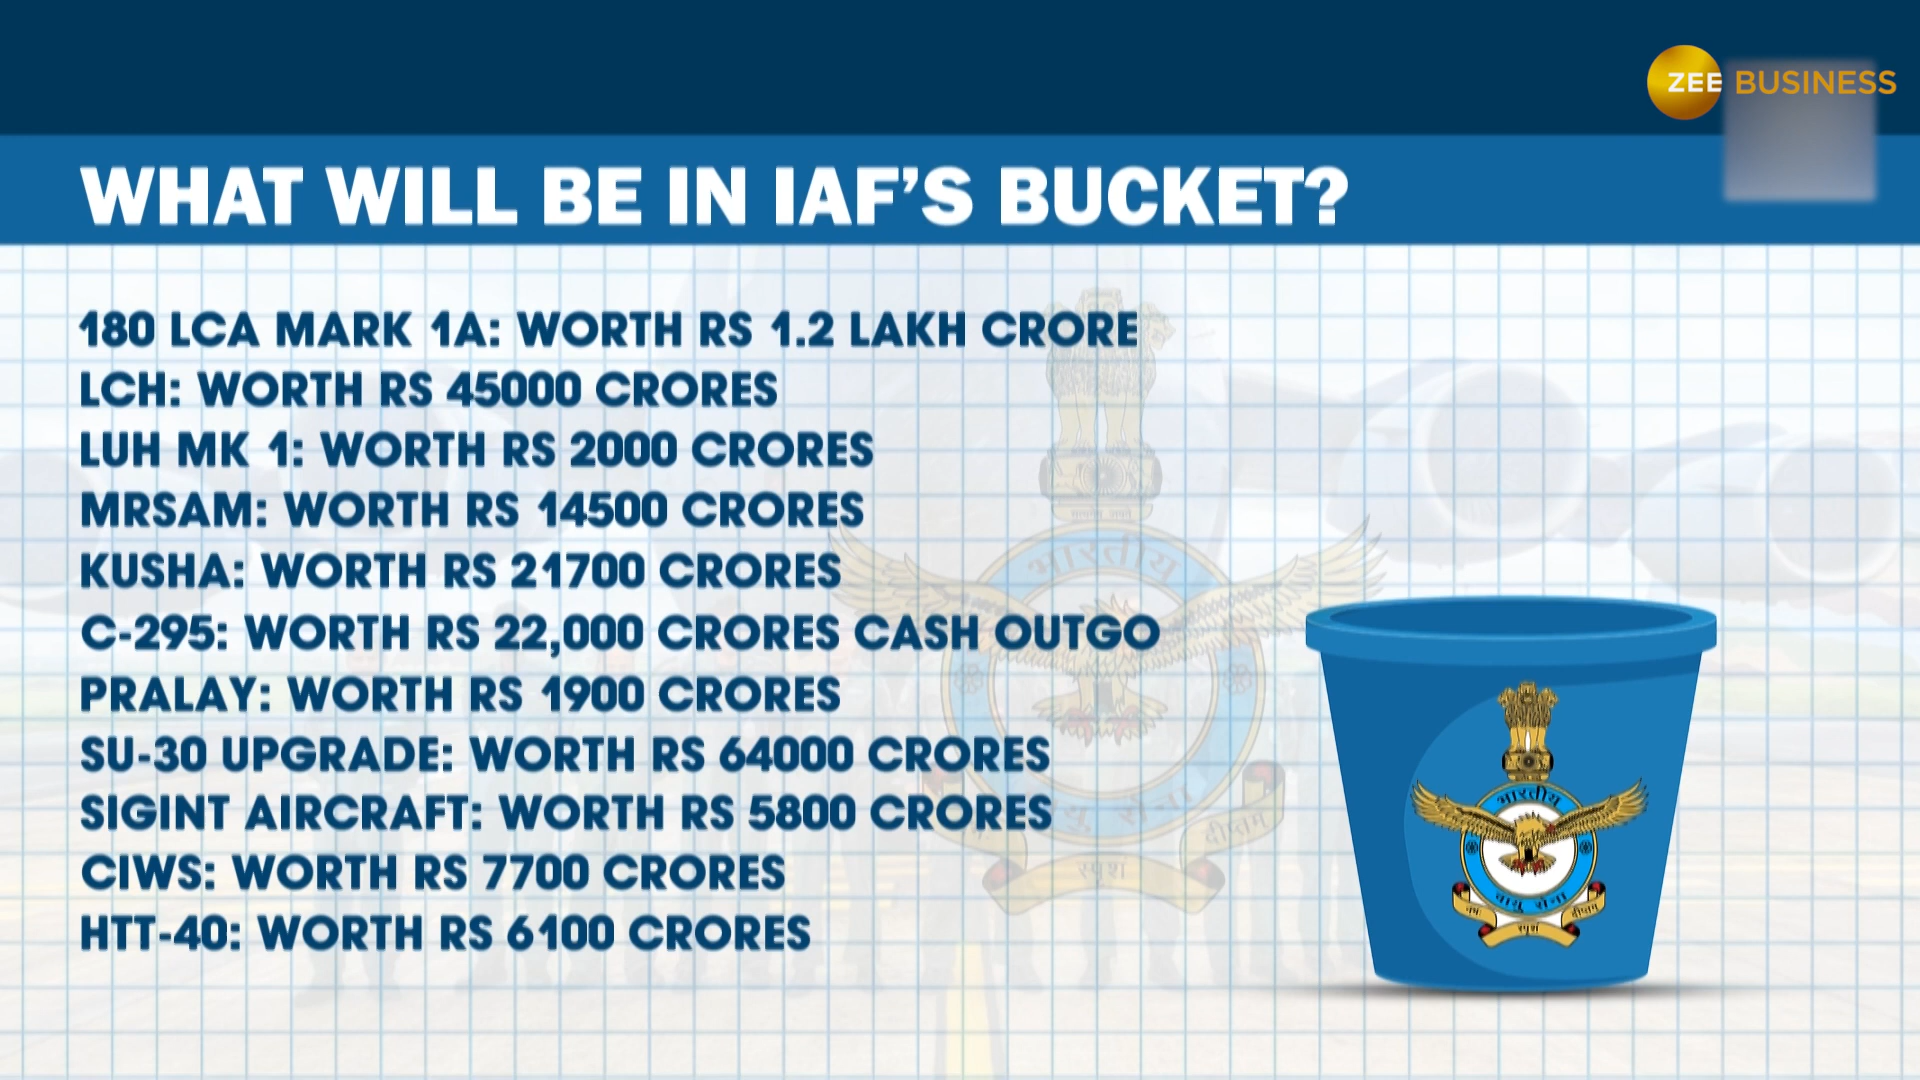 ZEE BUSINESS
WHAT WILL BE IN IAF'S BUCKET?
180 LCA MARK 1A: WORTH RS 1.2 LAKH CRORE
LCH: WORTH RS 45000 CRORES
LUH MK 1: WORTH RS 2000 CRORES
MRSAM: WORTH RS 14500 CRORES
KUSHA: WORTH RS 21700 CRORES
C-295: WORTH RS 22,000 CRORES CASH OUTGO
PRALAY: WORTH RS 1900 CRORES
SU-30 UPGRADE: WORTH RS 64000 CRORES
SIGINT AIRCRAFT: WORTH RS 5800 CRORES
CIWS: WORTH RS 7700 CRORES
HTT-40: WORTH RS 6100 CRORES
भारतीय
वायु सेना
नभः स्पृशं दीप्तम्